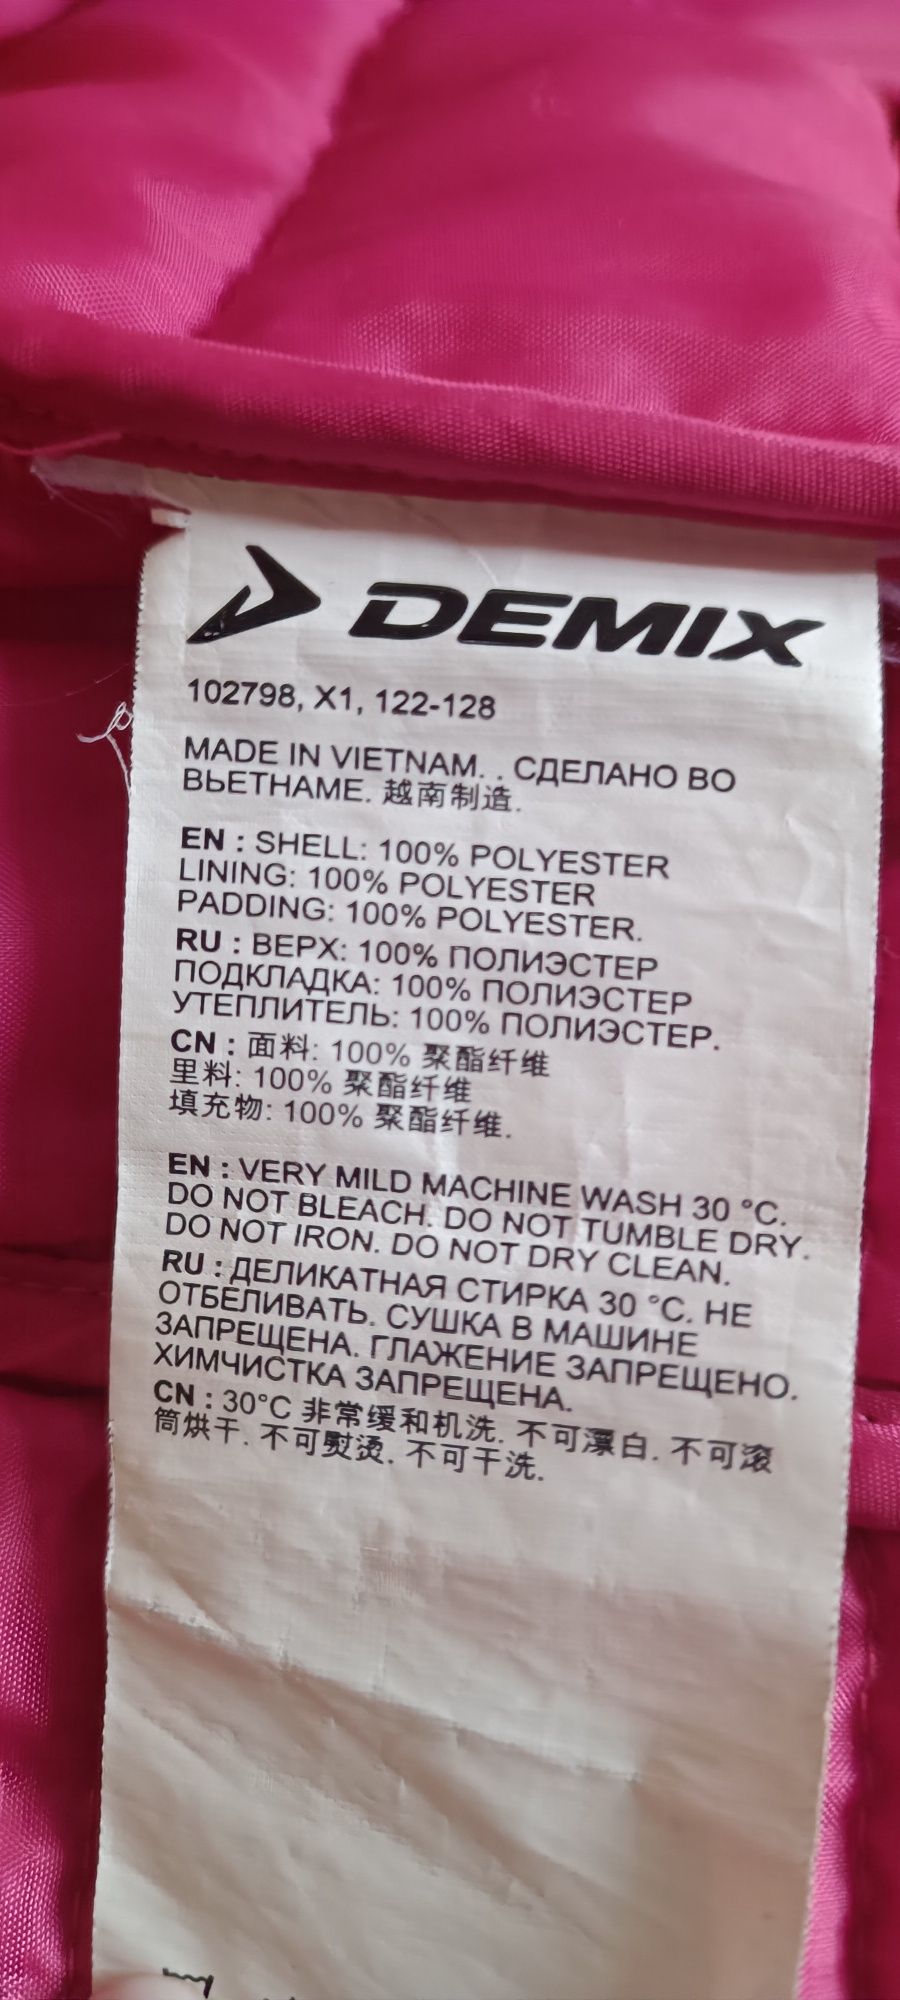 DEMIX
102798, X1, 122-128
MADE IN VIETNAM. . СДЕЛАНО ВО
ВЬЕТНАМЕ. 越南制造.
EN : SHELL: 100% POLYESTER
LINING: 100% POLYESTER
PADDING: 100% POLYESTER.
RU : ВЕРХ: 100% ПОЛИЭСТЕР
ПОДКЛАДКА: 100% ПОЛИЭСТЕР
УТЕПЛИТЕЛЬ: 100% ПОЛИЭСТЕР.
CN : 面料: 100% 聚酯纤维
里料: 100% 聚酯纤维
填充物: 100% 聚酯纤维.
EN : VERY MILD MACHINE WASH 30 °C.
DO NOT BLEACH. DO NOT TUMBLE DRY.
DO NOT IRON. DO NOT DRY CLEAN.
RU : ДЕЛИКАТНАЯ СТИРКА 30 °C. НЕ
ОТБЕЛИВАТЬ. СУШКА В МАШИНЕ
ЗАПРЕЩЕНА. ГЛАЖЕНИЕ ЗАПРЕЩЕНО.
ХИМЧИСТКА ЗАПРЕЩЕНА.
CN : 30°C 非常缓和机洗. 不可漂白. 不可滚
筒烘干. 不可熨烫. 不可干洗.